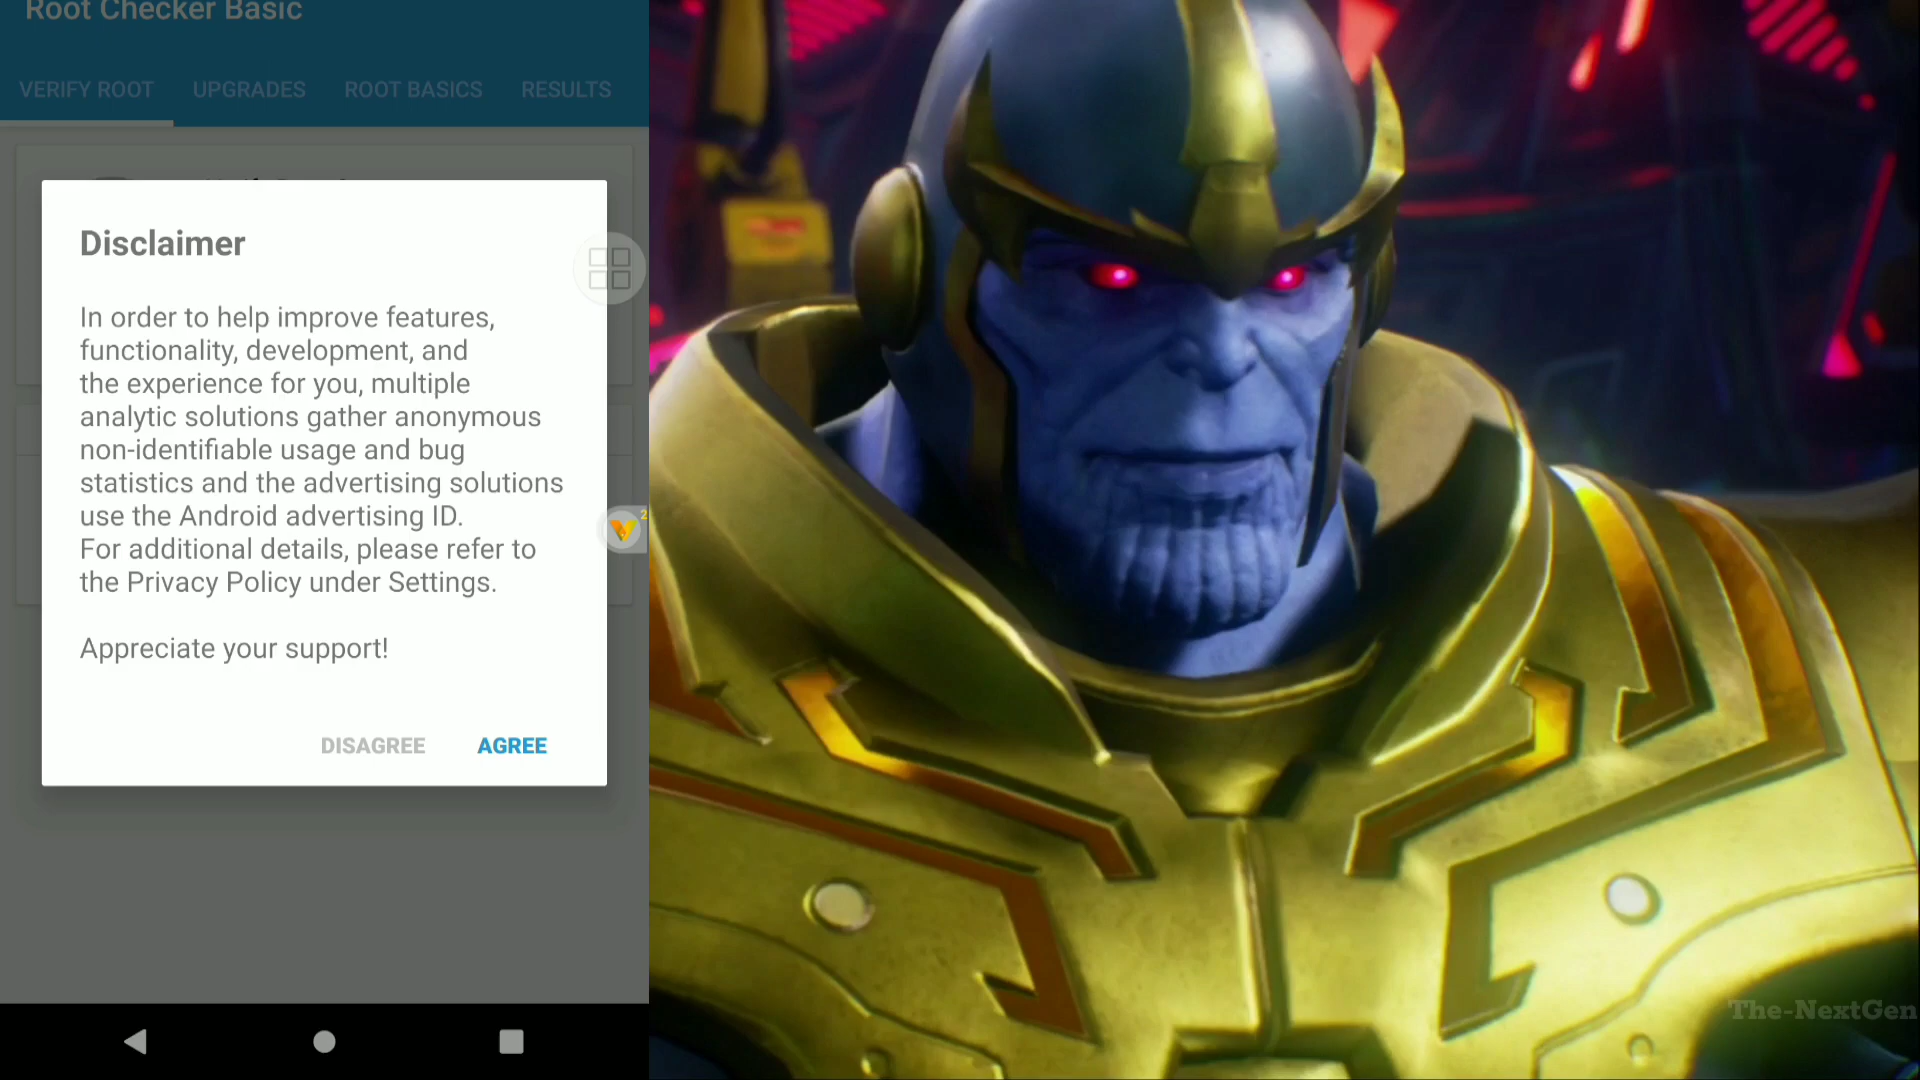 Root Checker Basic
VERIFY ROOT UPGRADES ROOT BASICS RESULTS
Disclaimer
In order to help improve features,
functionality, development, and
the experience for you, multiple
analytic solutions gather anonymous
non-identifiable usage and bug
statistics and the advertising solutions
use the Android advertising ID.
For additional details, please refer to
the Privacy Policy under Settings.
Appreciate your support!
DISAGREE AGREE
2
The-NextGen